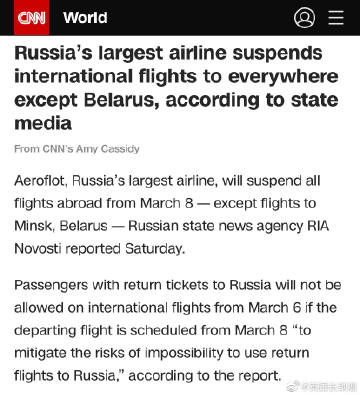 CNN World
Russia's largest airline suspends
international flights to everywhere
except Belarus, according to state
media
From CNN's Amy Cassidy
Aeroflot, Russia's largest airline, will suspend all
flights abroad from March 8 — except flights to
Minsk, Belarus — Russian state news agency RIA
Novosti reported Saturday.
Passengers with return tickets to Russia will not be
allowed on international flights from March 6 if the
departing flight is scheduled from March 8 “to
mitigate the risks of impossibility to use return
flights to Russia,” according to the report.